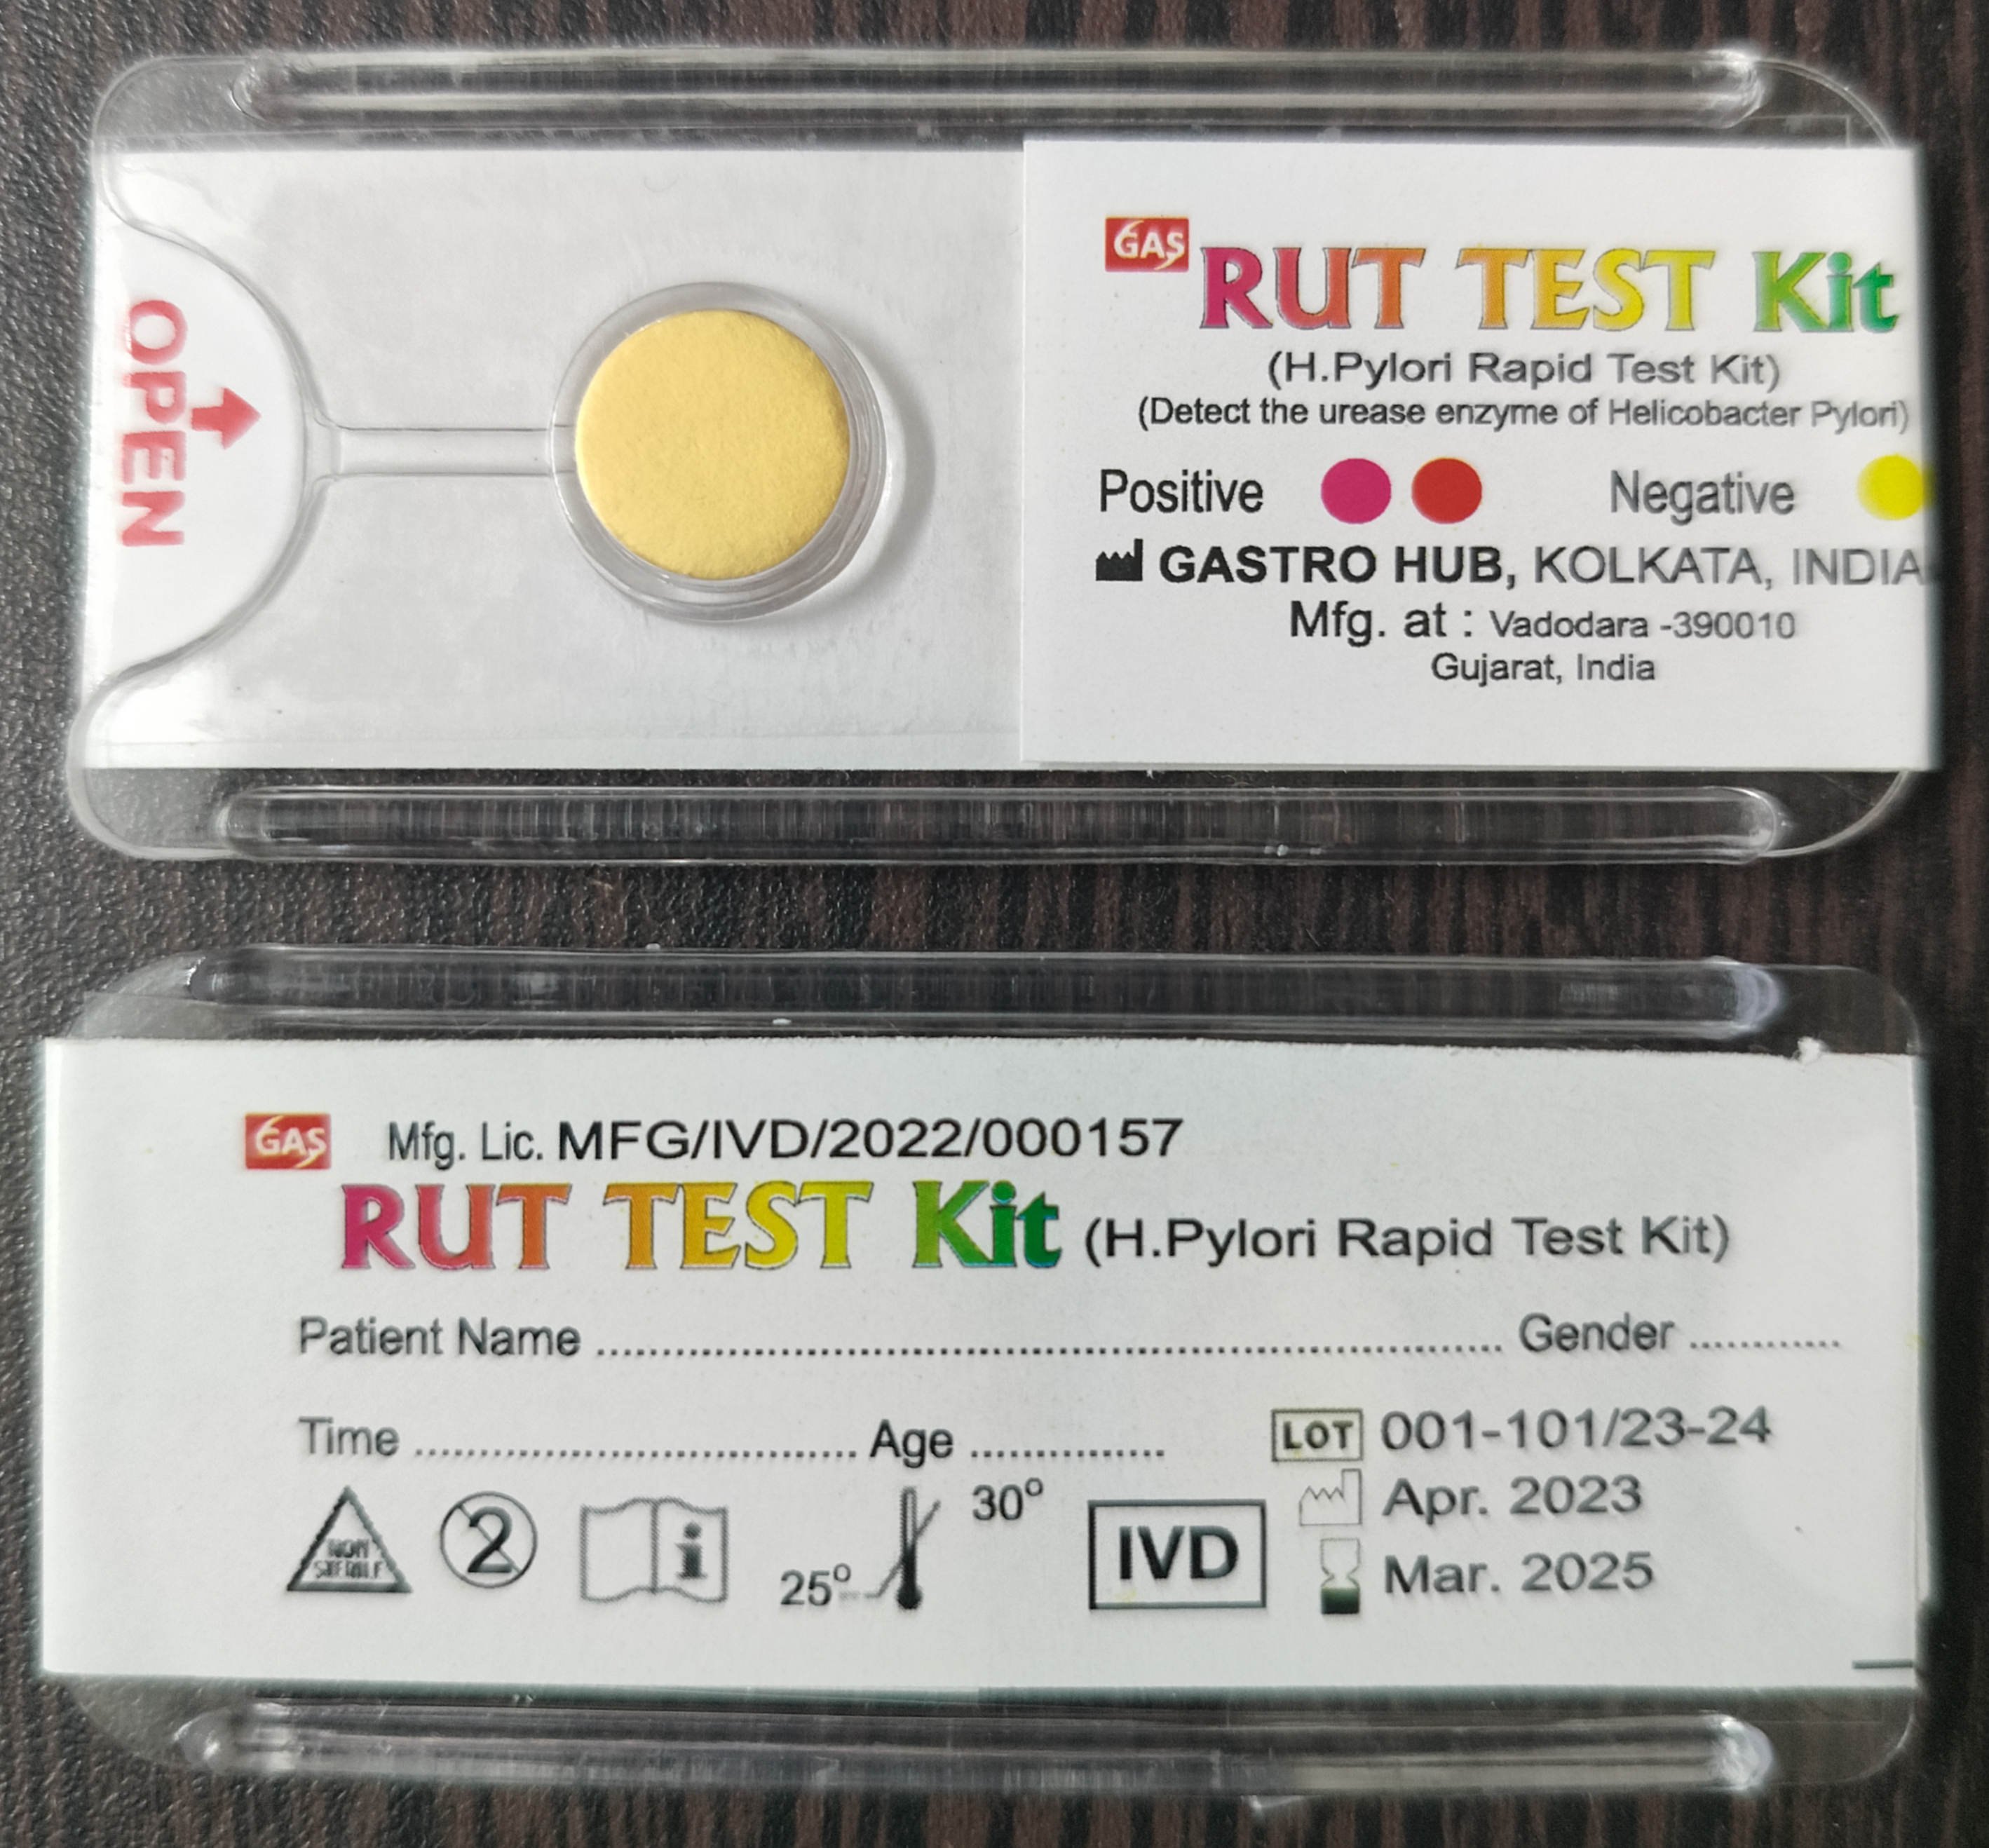 OPEN
GAS
RUT TEST Kit
(H.Pylori Rapid Test Kit)
(Detect the urease enzyme of Helicobacter Pylori)
Positive Negative
GASTRO HUB, KOLKATA, INDIA
Mfg. at : Vadodara -390010
Gujarat, India
GAS Mfg. Lic. MFG/IVD/2022/000157
RUT TEST Kit (H.Pylori Rapid Test Kit)
Patient Name ........................................ Gender ............
Time .................................. Age ...............
LOT 001-101/23-24
Apr. 2023
Mar. 2025
NON
STERILE
2
i
25° 30°
IVD